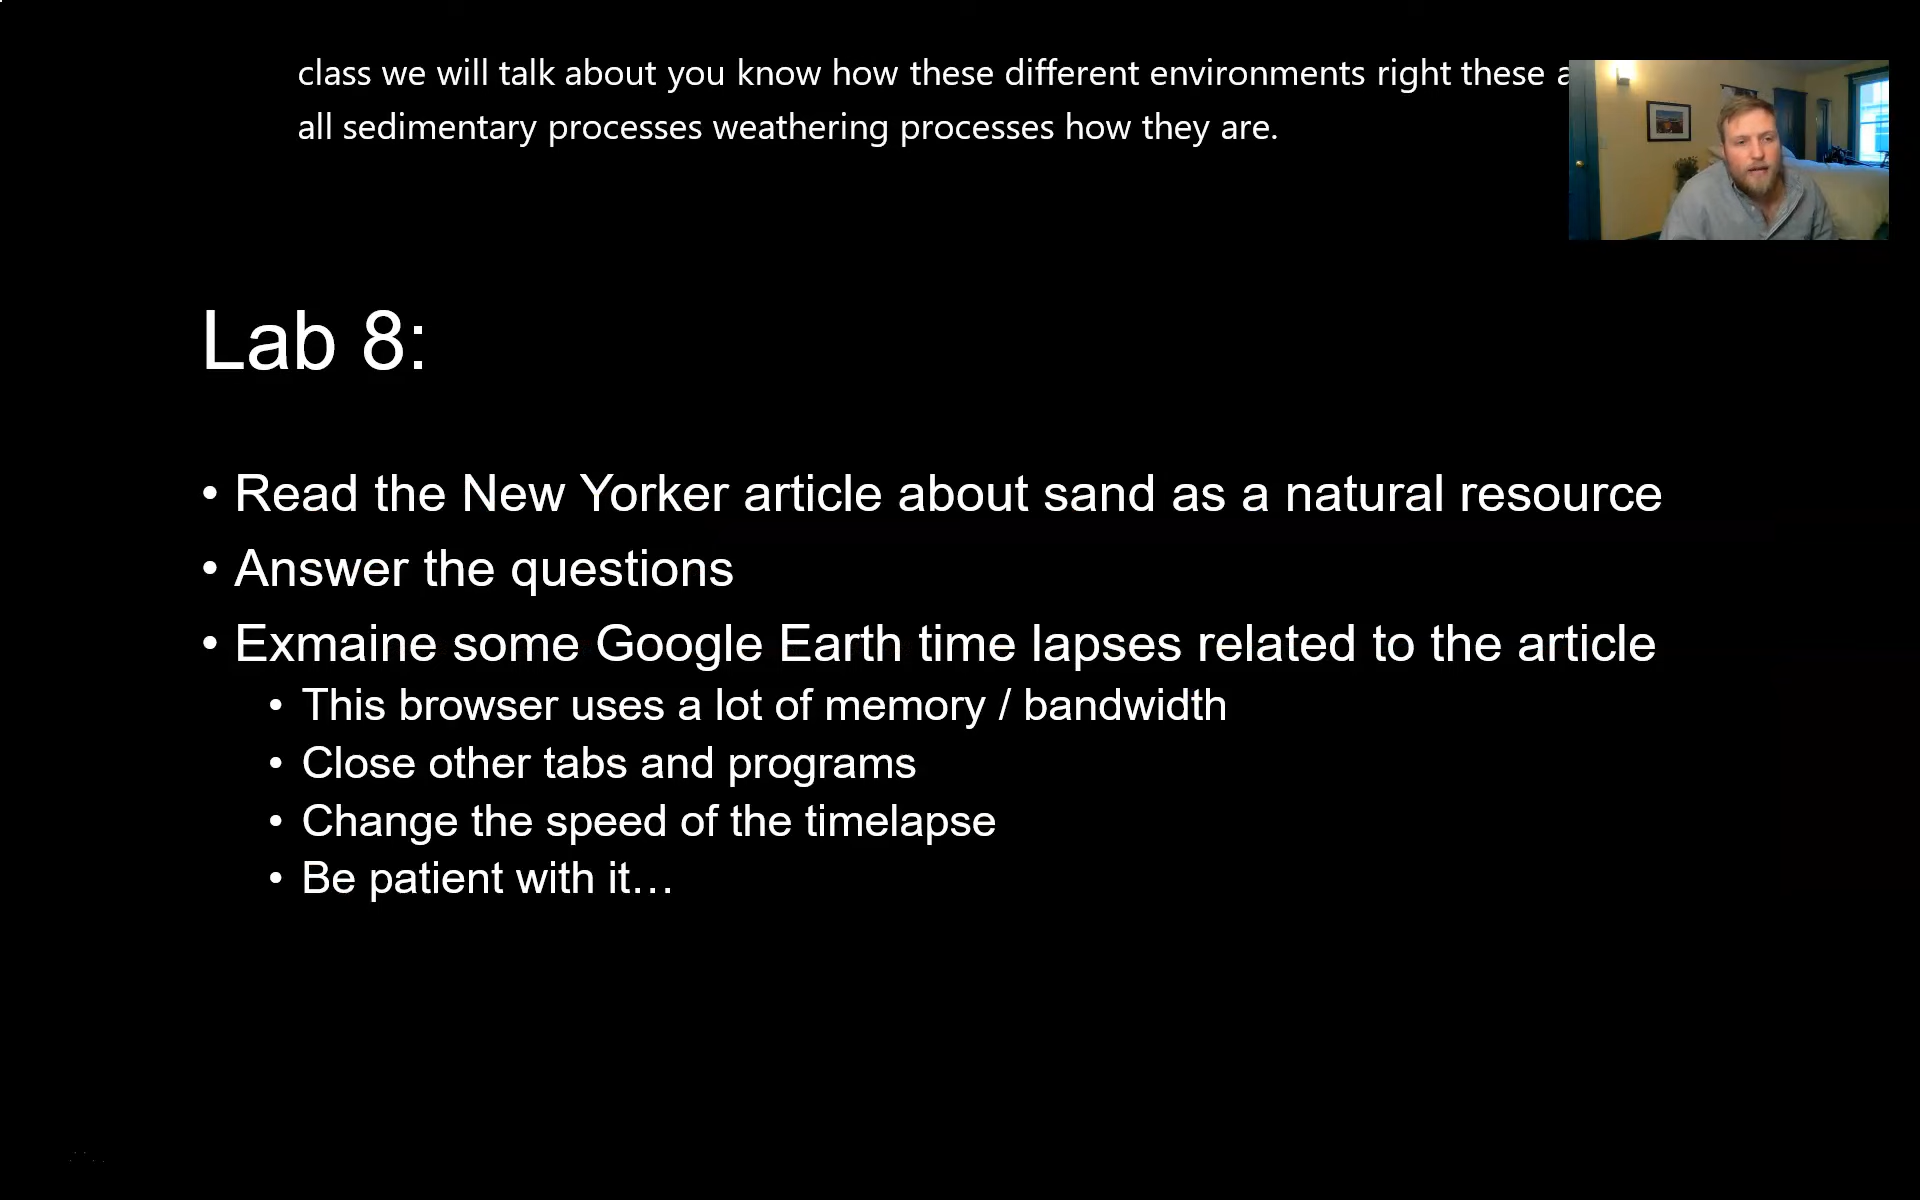 class we will talk about you know how these different environments right these
all sedimentary processes weathering processes how they are.
Lab 8:
• Read the New Yorker article about sand as a natural resource
• Answer the questions
• Exmaine some Google Earth time lapses related to the article
• This browser uses a lot of memory / bandwidth
• Close other tabs and programs
• Change the speed of the timelapse
• Be patient with it…